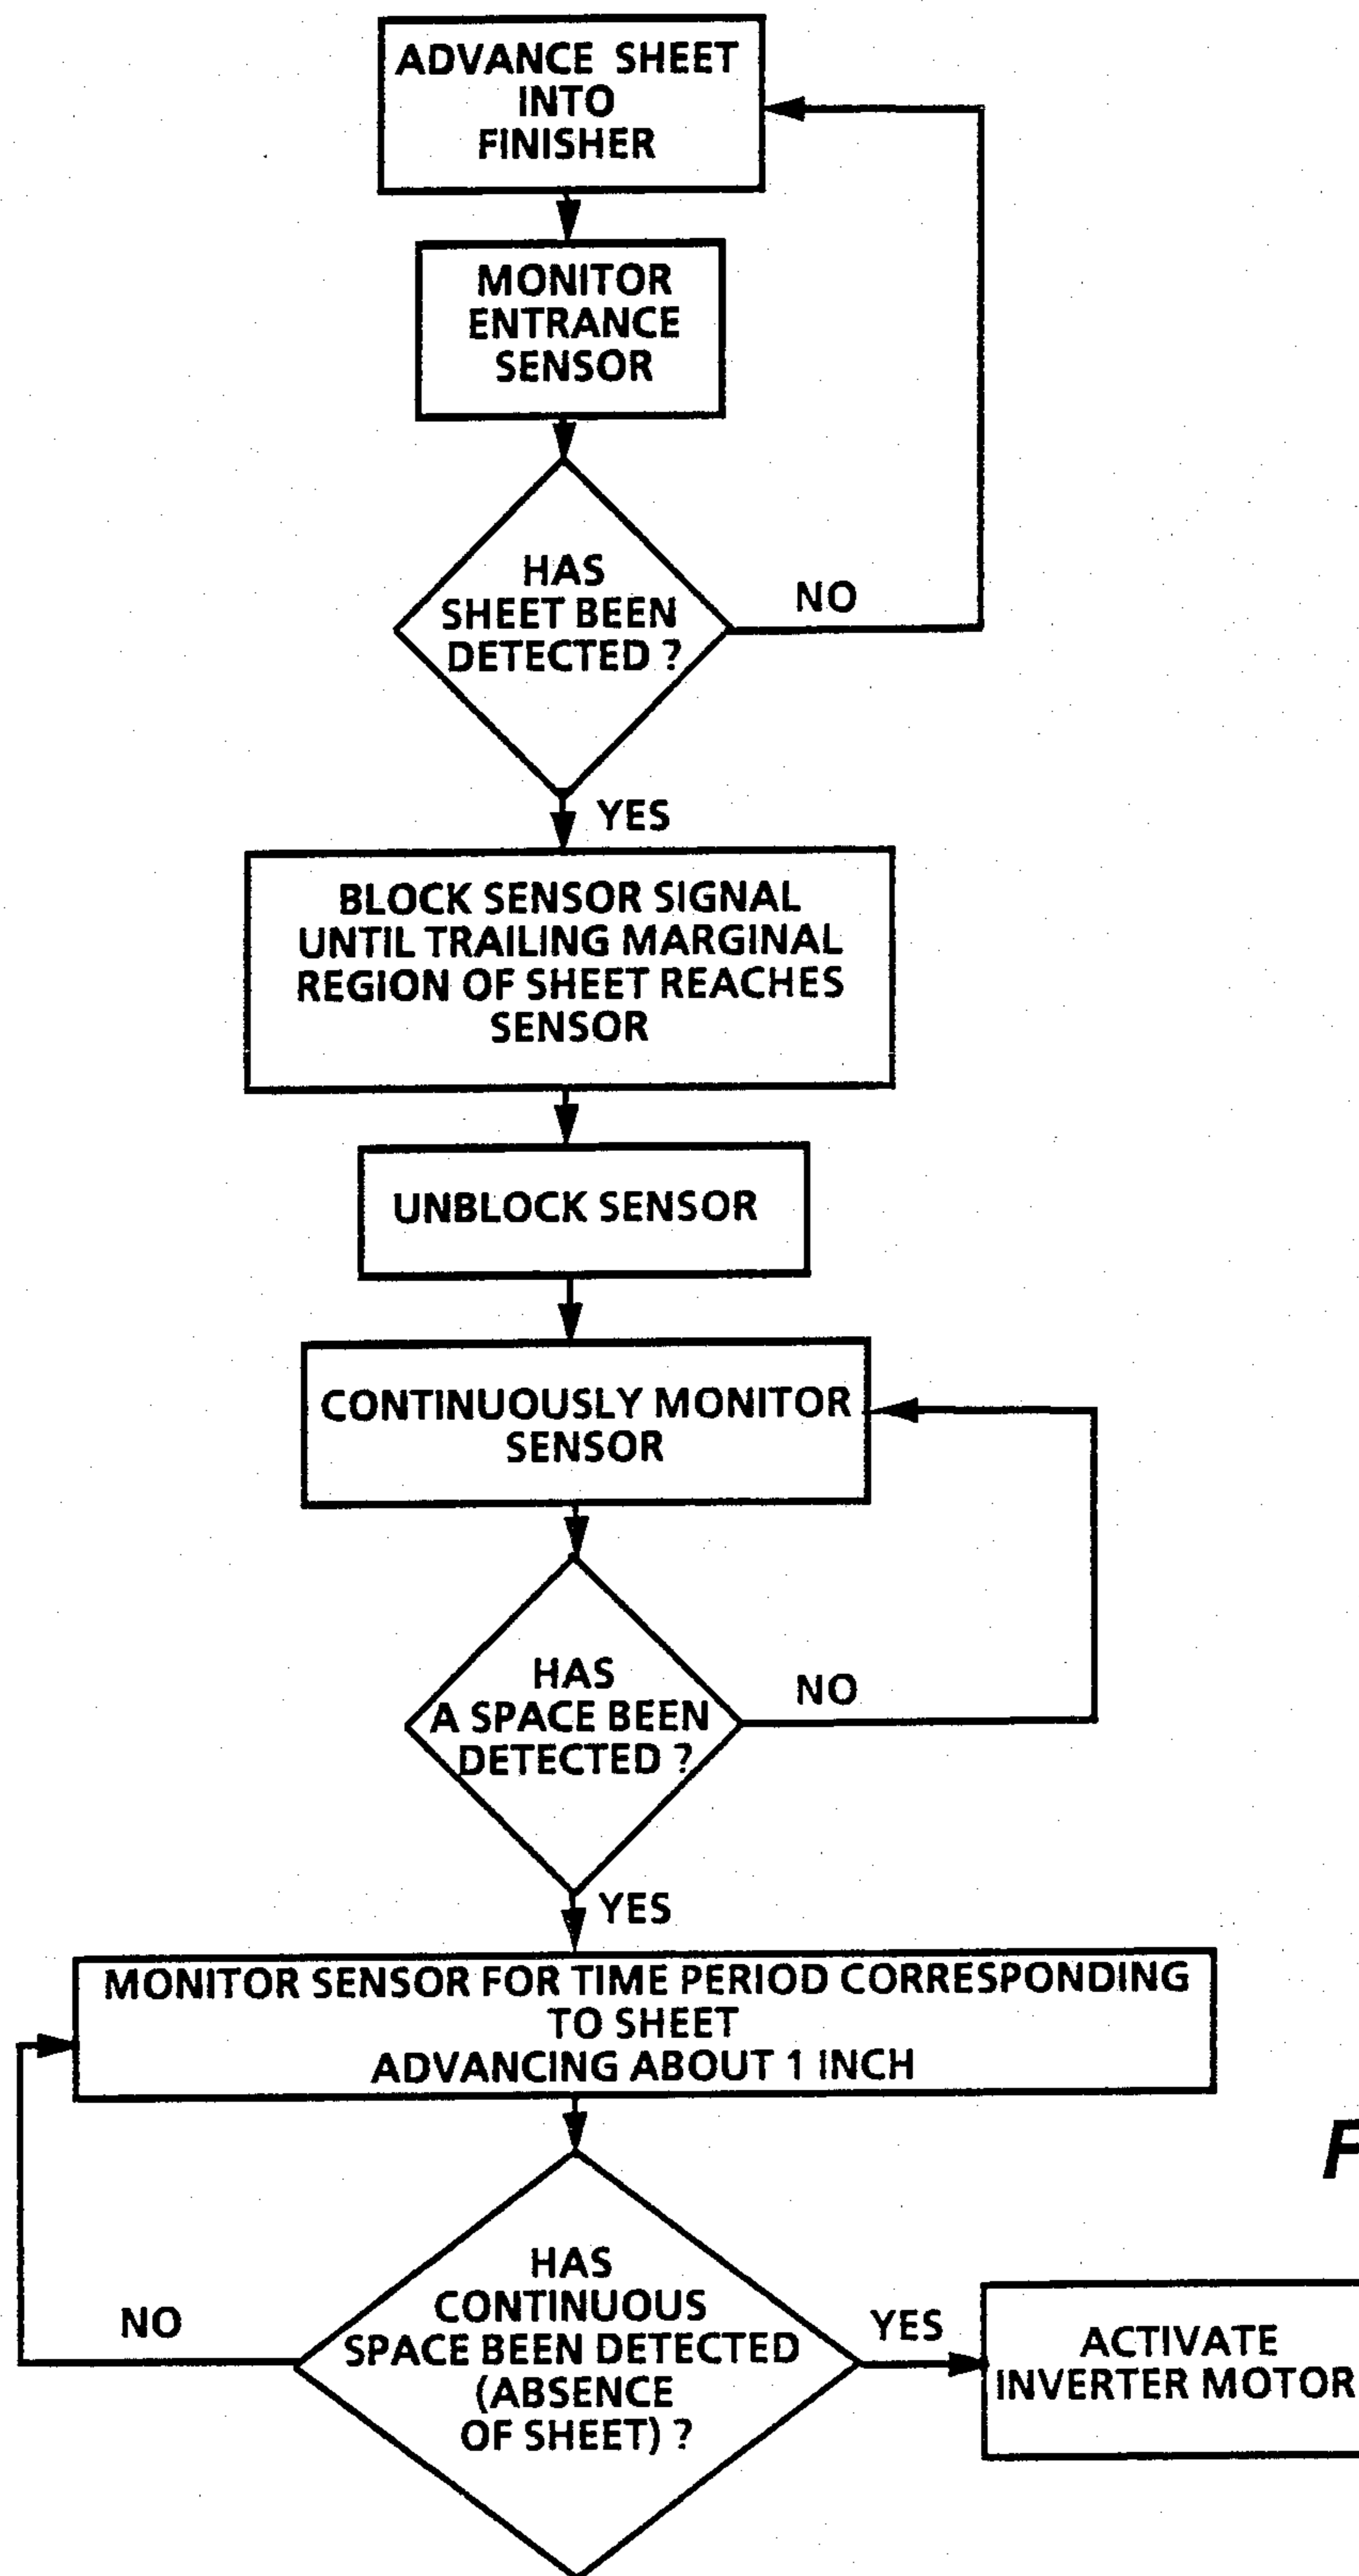 ADVANCE SHEET
INTO
FINISHER
MONITOR
ENTRANCE
SENSOR
HAS
SHEET BEEN
DETECTED ?
NO
YES
BLOCK SENSOR SIGNAL
UNTIL TRAILING MARGINAL
REGION OF SHEET REACHES
SENSOR
UNBLOCK SENSOR
CONTINUOUSLY MONITOR
SENSOR
HAS
A SPACE BEEN
DETECTED ?
NO
YES
MONITOR SENSOR FOR TIME PERIOD CORRESPONDING
TO SHEET
ADVANCING ABOUT 1 INCH
HAS
CONTINUOUS
SPACE BEEN DETECTED
(ABSENCE
OF SHEET) ?
NO
YES
ACTIVATE
INVERTER MOTOR